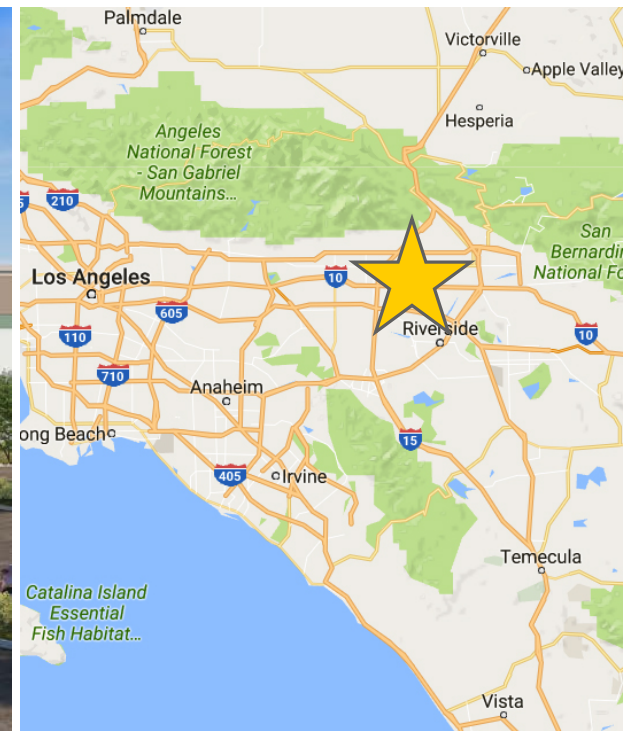 Palmdale
Victorville
Apple Valley
Hesperia
Angeles
National Forest
- San Gabriel
Mountains...
210
San
Bernardin
National Fo
Los Angeles
10
605
Riverside
10
110
710
Anaheim
ong Beach
15
405
Irvine
Temecula
Catalina Island
Essential
Fish Habitat...
Vista